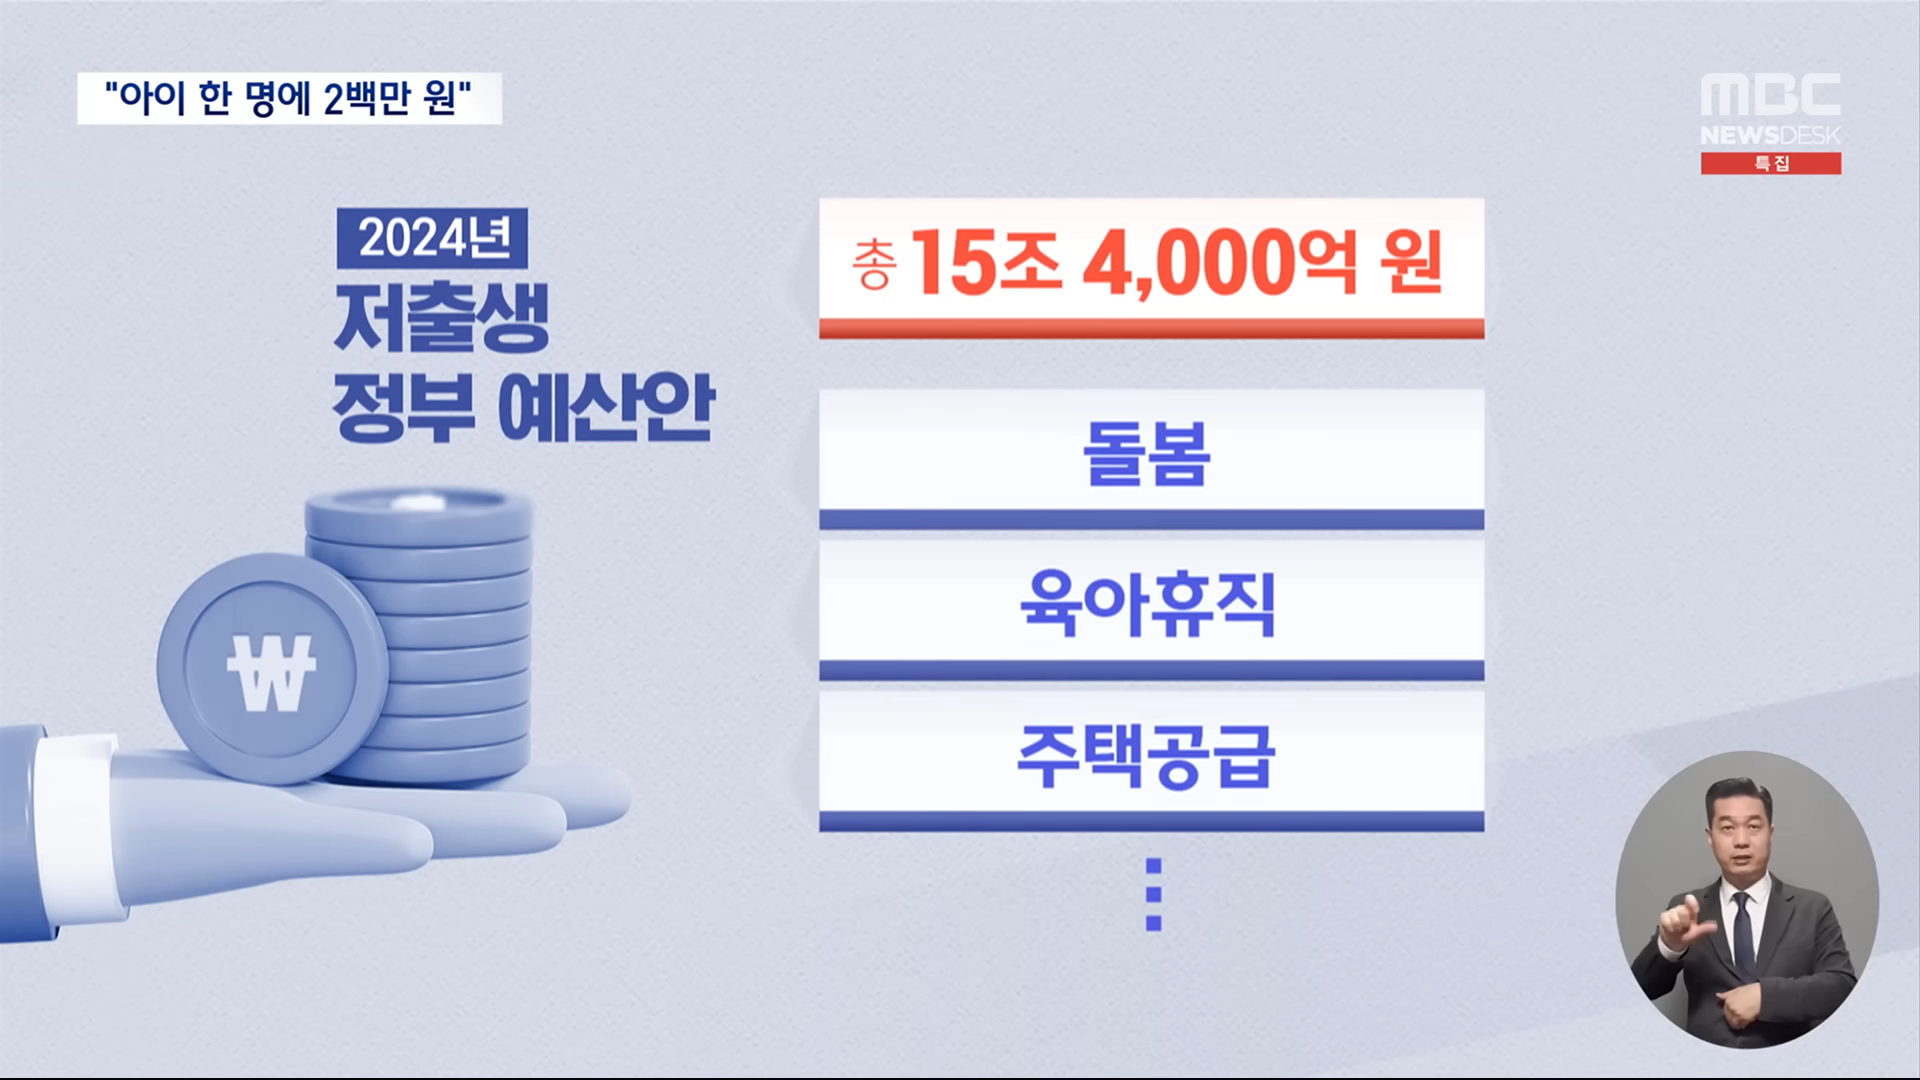 "아이 한 명에 2백만 원"
MBC
NEWSDESK
특집
2024년
저출생
정부 예산안
₩
총 15조 4,000억 원
돌봄
육아휴직
주택공급